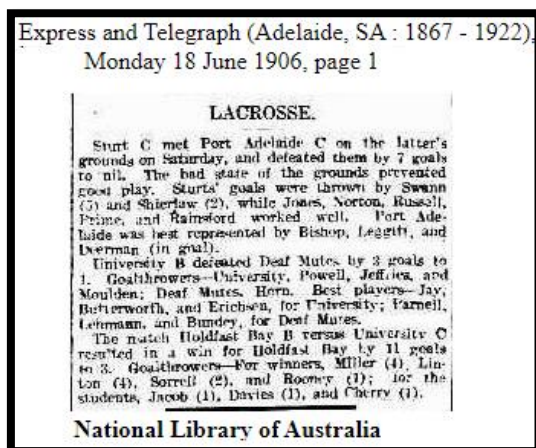 Express and Telegraph (Adelaide, SA : 1867 - 1922),
Monday 18 June 1906, page 1
LACROSSE.
Sturt C met Port Adelaide C on the latter's
grounds on Saturday, and defeated them by 7 goals
to nil. The bad state of the grounds prevented
good play. Sturts' goals were thrown by Swann
(5) and Shierlaw (2), while Jones, Norton, Russell,
Prime, and Rainsford worked well. Port Ade-
laide was best represented by Bishop, Leggitt, and
Deerman (in goal).
University B defeated Deaf Mutes by 3 goals to
1. Goalthrowers—University, Powell, Jeffries, and
Moulden; Deaf Mutes, Horn. Best players—Jay,
Butterworth, and Erichsen, for University; Parnell,
Lehmann, and Bundey, for Deaf Mutes.
The match Holdfast Bay B versus University C
resulted in a win for Holdfast Bay by 11 goals
to 3. Goalthrowers—For winners, Miller (4), Lin-
ton (4), Sorrell (2), and Rooney (1); for the
students, Jacob (1), Davies (1), and Cherry (1).
National Library of Australia